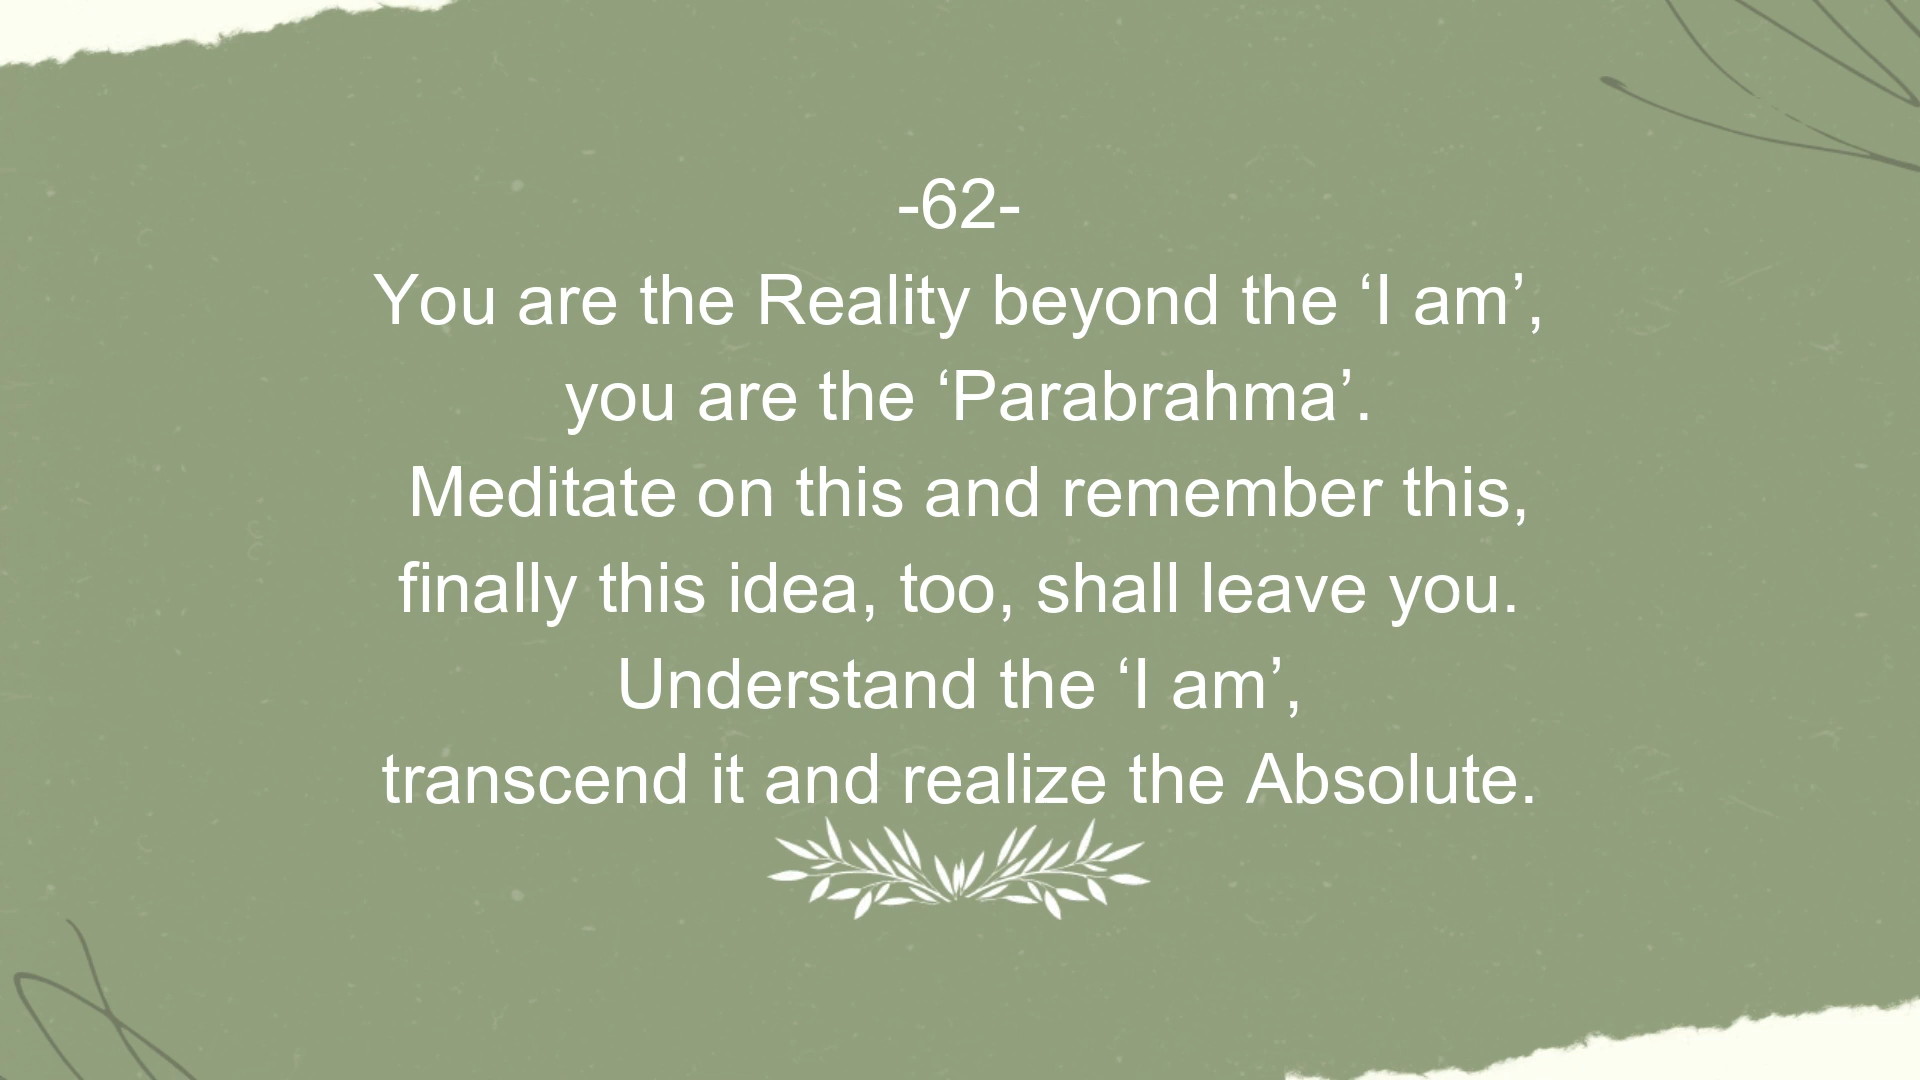 -62-
You are the Reality beyond the ‘I am’,
you are the ‘Parabrahma’.
Meditate on this and remember this,
finally this idea, too, shall leave you.
Understand the ‘I am’,
transcend it and realize the Absolute.